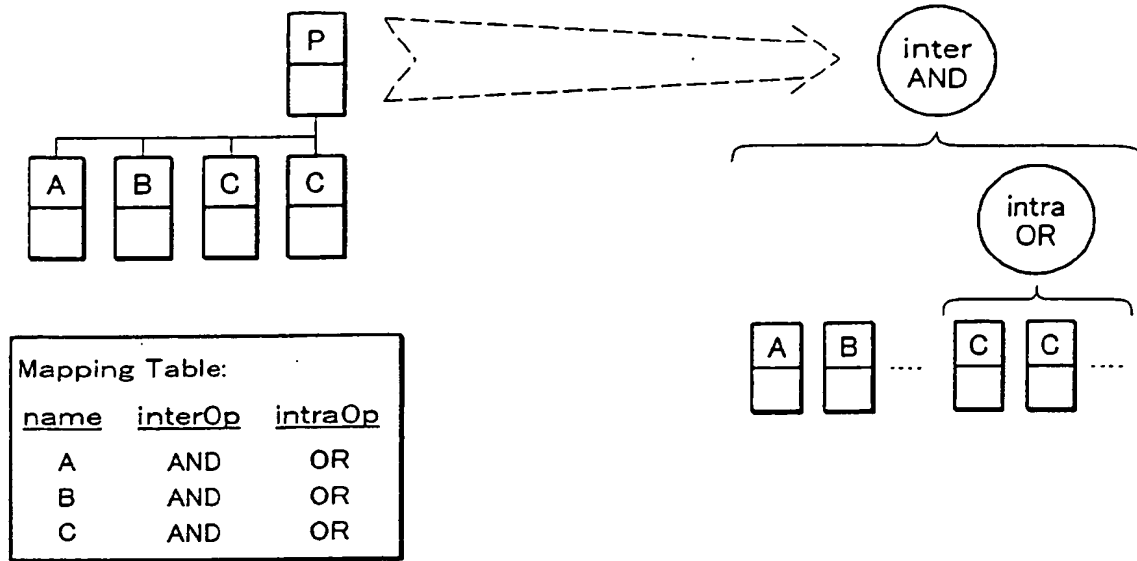 P
inter
AND
A B C C
intra
OR
A B ..... C C .....
Mapping Table:
name interOp intraOp
A AND OR
B AND OR
C AND OR